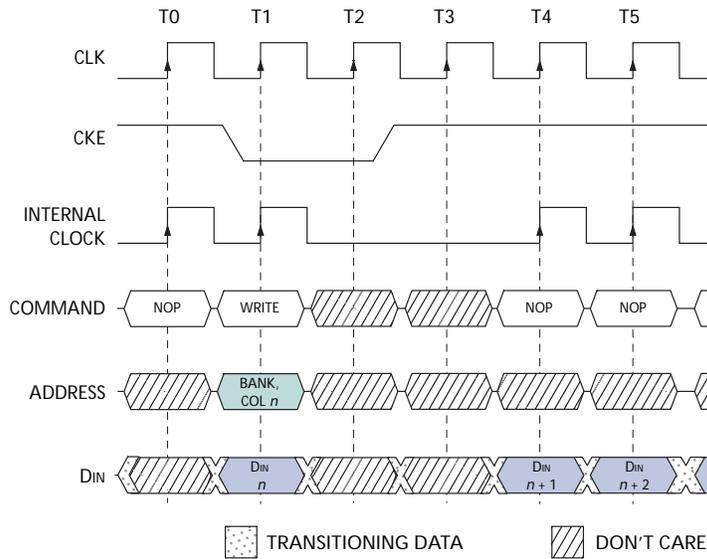 T0 T1 T2 T3 T4 T5
CLK
CKE
INTERNAL
CLOCK
COMMAND NOP WRITE NOP NOP
ADDRESS BANK,
COL n
DIN DIN
n DIN
n + 1 DIN
n + 2
TRANSITIONING DATA DON'T CARE